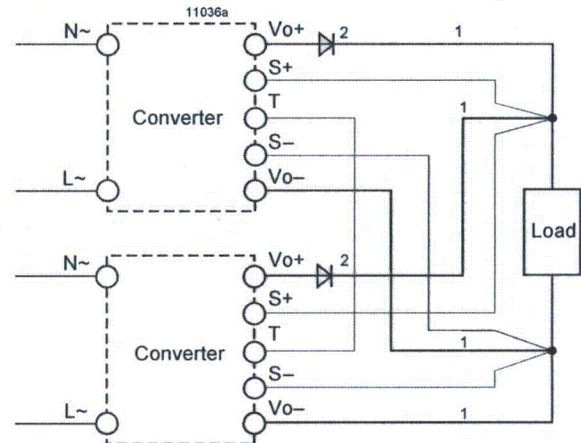 11036a
N~
Vo+
2
1
S+
T
1
Converter
S–
L~
Vo–
Load
N~
Vo+
2
S+
T
1
Converter
S–
L~
Vo–
1